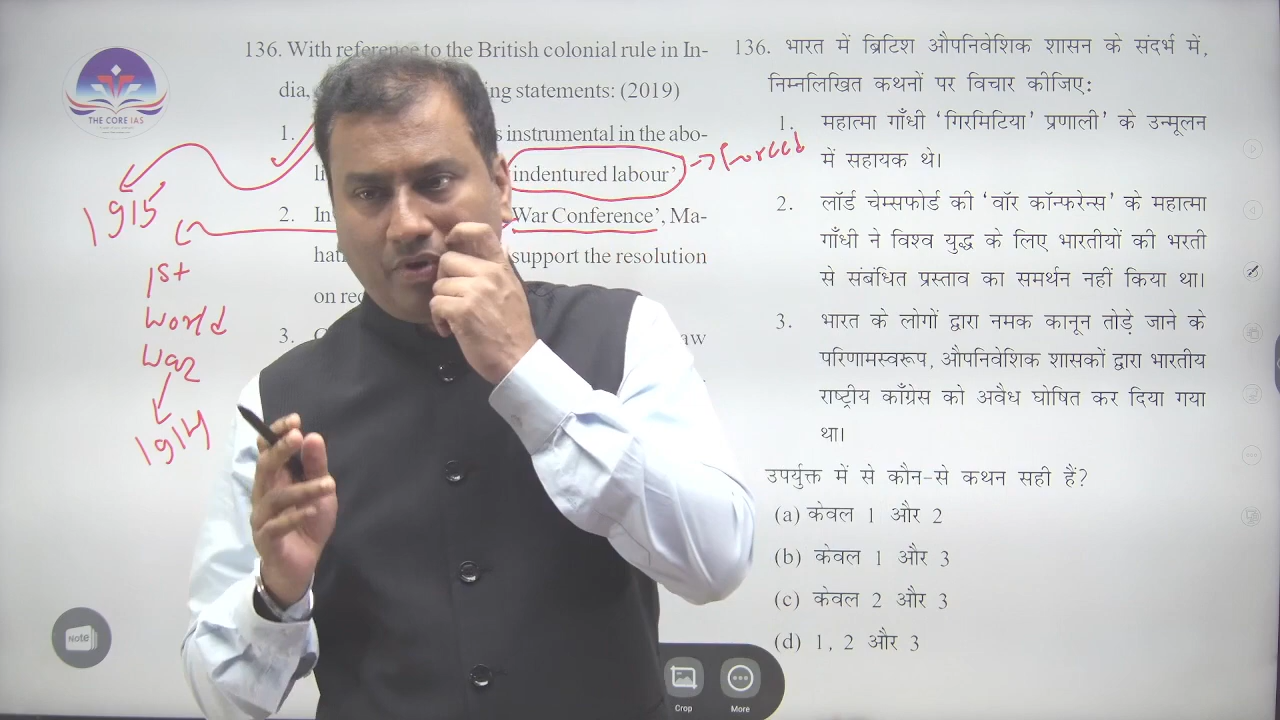 THE CORE IAS
136. With reference to the British colonial rule in In-
dia, ing statements: (2019)
1. s instrumental in the abo-
li indentured labour'.
2. In War Conference', Ma-
hat support the resolution
on rec
3. aw
1915
1st
world
war
1914
Forced
136. भारत में ब्रिटिश औपनिवेशिक शासन के संदर्भ में,
निम्नलिखित कथनों पर विचार कीजिए:
1. महात्मा गाँधी 'गिरमिटिया' प्रणाली' के उन्मूलन
में सहायक थे।
2. लॉर्ड चेम्सफोर्ड की 'वॉर कॉन्फरेन्स' के महात्मा
गाँधी ने विश्व युद्ध के लिए भारतीयों की भरती
से संबंधित प्रस्ताव का समर्थन नहीं किया था।
3. भारत के लोगों द्वारा नमक कानून तोड़े जाने के
परिणामस्वरूप, औपनिवेशिक शासकों द्वारा भारतीय
राष्ट्रीय काँग्रेस को अवैध घोषित कर दिया गया
था।
उपर्युक्त में से कौन-से कथन सही हैं?
(a) केवल 1 और 2
(b) केवल 1 और 3
(c) केवल 2 और 3
(d) 1, 2 और 3
Note
Crop
More